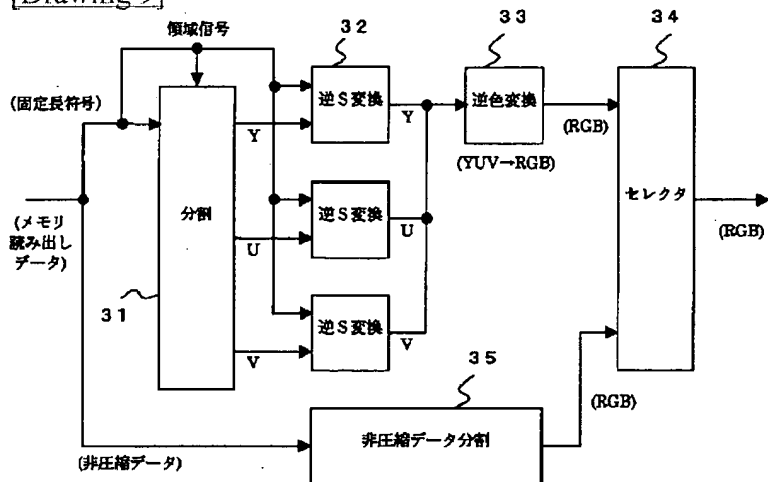 [Drawing 9]
領域信号
32
33
34
(固定長符号)
逆S変換
逆色変換
Y
Y
(RGB)
(YUV→RGB)
分割
セレクタ
(メモリ
読み出し
データ)
逆S変換
U
U
(RGB)
31
逆S変換
V
V
35
(RGB)
非圧縮データ分割
(非圧縮データ)